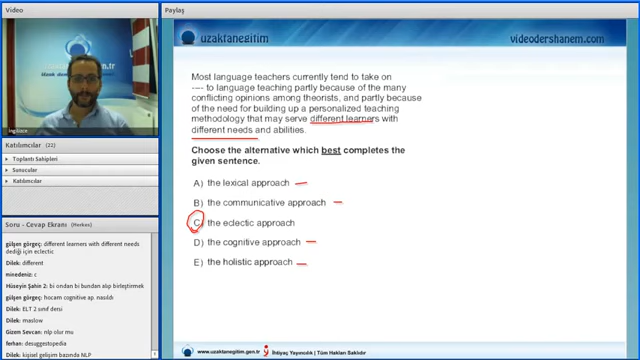 Video
Paylaş
uzaktanegitim
videodershanem.com
İngilizce
Katılımcılar (22)
Toplantı Sahipleri
Sunucular
Katılımcılar
Soru - Cevap Ekranı (Herkes)
gülşen görgeç: different learners with different needs
dediği için eclectic
Dilek: different
minedeniz: c
Hüseyin Şahin 2: bi ondan bi bundan alıp birleştirmek
gülşen görgeç: hocam cognitive ap. nasıldı
Dilek: ELT 2 sınıf dersi
Dilek: maslow
Gizem Sevcan: nlp olur mu
ferhan: desuggestopedia
Dilek: kişisel gelişim bazında NLP
Most language teachers currently tend to take on
---- to language teaching partly because of the many
conflicting opinions among theorists, and partly because
of the need for building up a personalized teaching
methodology that may serve different learners with
different needs and abilities.
Choose the alternative which best completes the
given sentence.
A) the lexical approach
B) the communicative approach
C) the eclectic approach
D) the cognitive approach
E) the holistic approach
www.uzaktanegitim.gen.tr
İhtiyaç Yayıncılık | Tüm Hakları Saklıdır